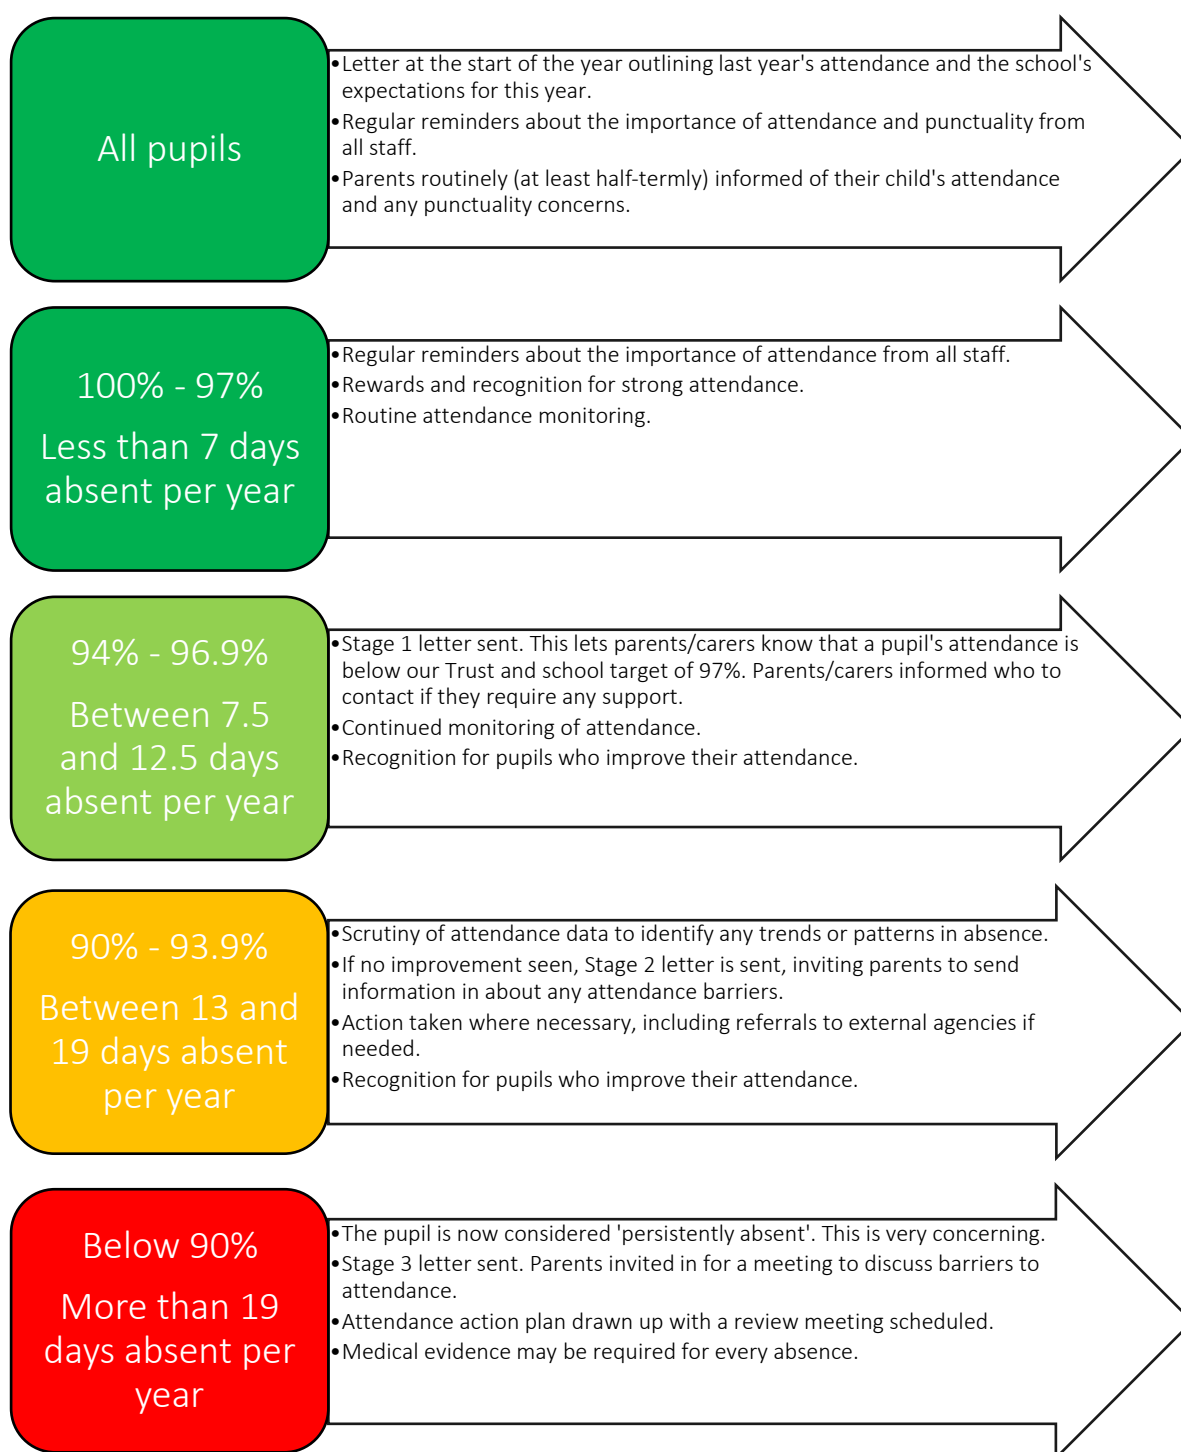 All pupils
•Letter at the start of the year outlining last year's attendance and the school's
expectations for this year.
•Regular reminders about the importance of attendance and punctuality from
all staff.
•Parents routinely (at least half-termly) informed of their child's attendance
and any punctuality concerns.
100% - 97%
Less than 7 days
absent per year
•Regular reminders about the importance of attendance from all staff.
•Rewards and recognition for strong attendance.
•Routine attendance monitoring.
94% - 96.9%
Between 7.5
and 12.5 days
absent per year
•Stage 1 letter sent. This lets parents/carers know that a pupil's attendance is
below our Trust and school target of 97%. Parents/carers informed who to
contact if they require any support.
•Continued monitoring of attendance.
•Recognition for pupils who improve their attendance.
90% - 93.9%
Between 13 and
19 days absent
per year
•Scrutiny of attendance data to identify any trends or patterns in absence.
•If no improvement seen, Stage 2 letter is sent, inviting parents to send
information in about any attendance barriers.
•Action taken where necessary, including referrals to external agencies if
needed.
•Recognition for pupils who improve their attendance.
Below 90%
More than 19
days absent per
year
•The pupil is now considered 'persistently absent'. This is very concerning.
•Stage 3 letter sent. Parents invited in for a meeting to discuss barriers to
attendance.
•Attendance action plan drawn up with a review meeting scheduled.
•Medical evidence may be required for every absence.